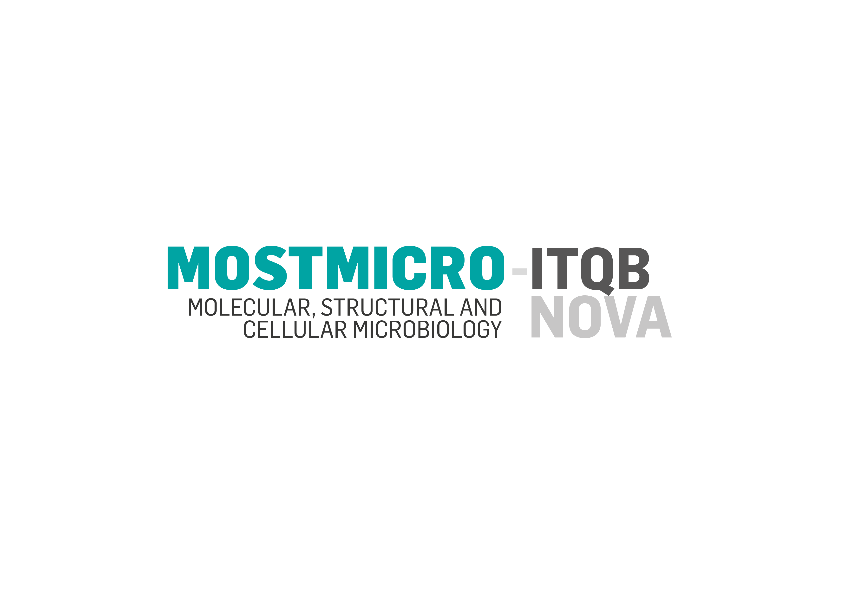 MOSTMICRO-ITQB
MOLECULAR, STRUCTURAL AND
CELLULAR MICROBIOLOGY
NOVA